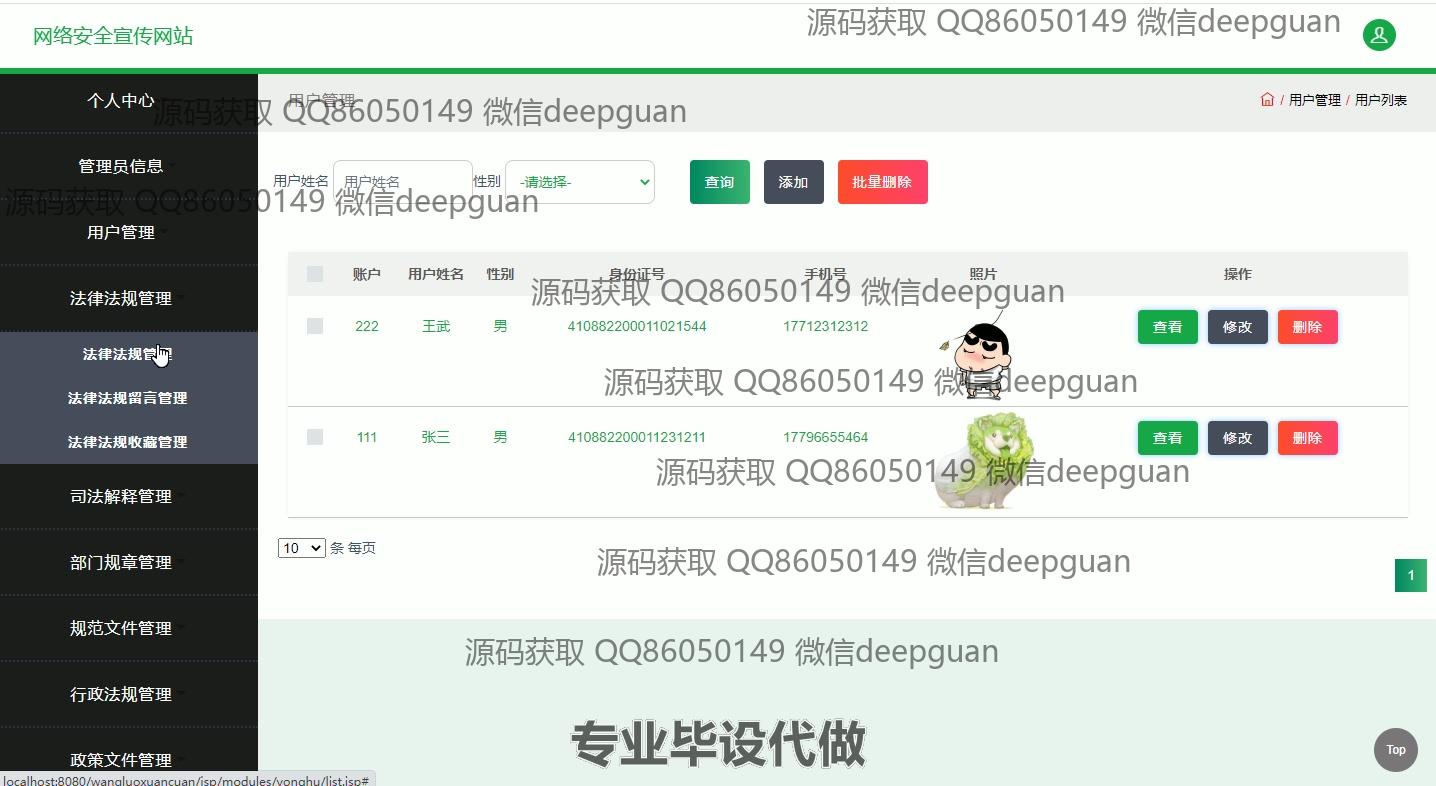 源码获取 QQ86050149 微信deepguan
网络安全宣传网站
个人中心
用户管理
/ 用户管理 / 用户列表
源码获取 QQ86050149 微信deepguan
管理员信息
用户姓名 用户姓名 性别 -请选择- 查询 添加 批量删除
源码获取 QQ86050149 微信deepguan
用户管理
账户 用户姓名 性别 身份证号 手机号 照片 操作
源码获取 QQ86050149 微信deepguan
法律法规管理
222 王武 男 410882200011021544 17712312312 查看 修改 删除
法律法规管理
源码获取 QQ86050149 微信deepguan
法律法规留言管理
法律法规收藏管理
111 张三 男 410882200011231211 17796655464 查看 修改 删除
源码获取 QQ86050149 微信deepguan
司法解释管理
10 条 每页
源码获取 QQ86050149 微信deepguan
部门规章管理
1
规范文件管理
源码获取 QQ86050149 微信deepguan
行政法规管理
专业毕设代做
Top
政策文件管理
localhost:8080/wangluoxuancuan/jsp/modules/yonghu/list.jsp#